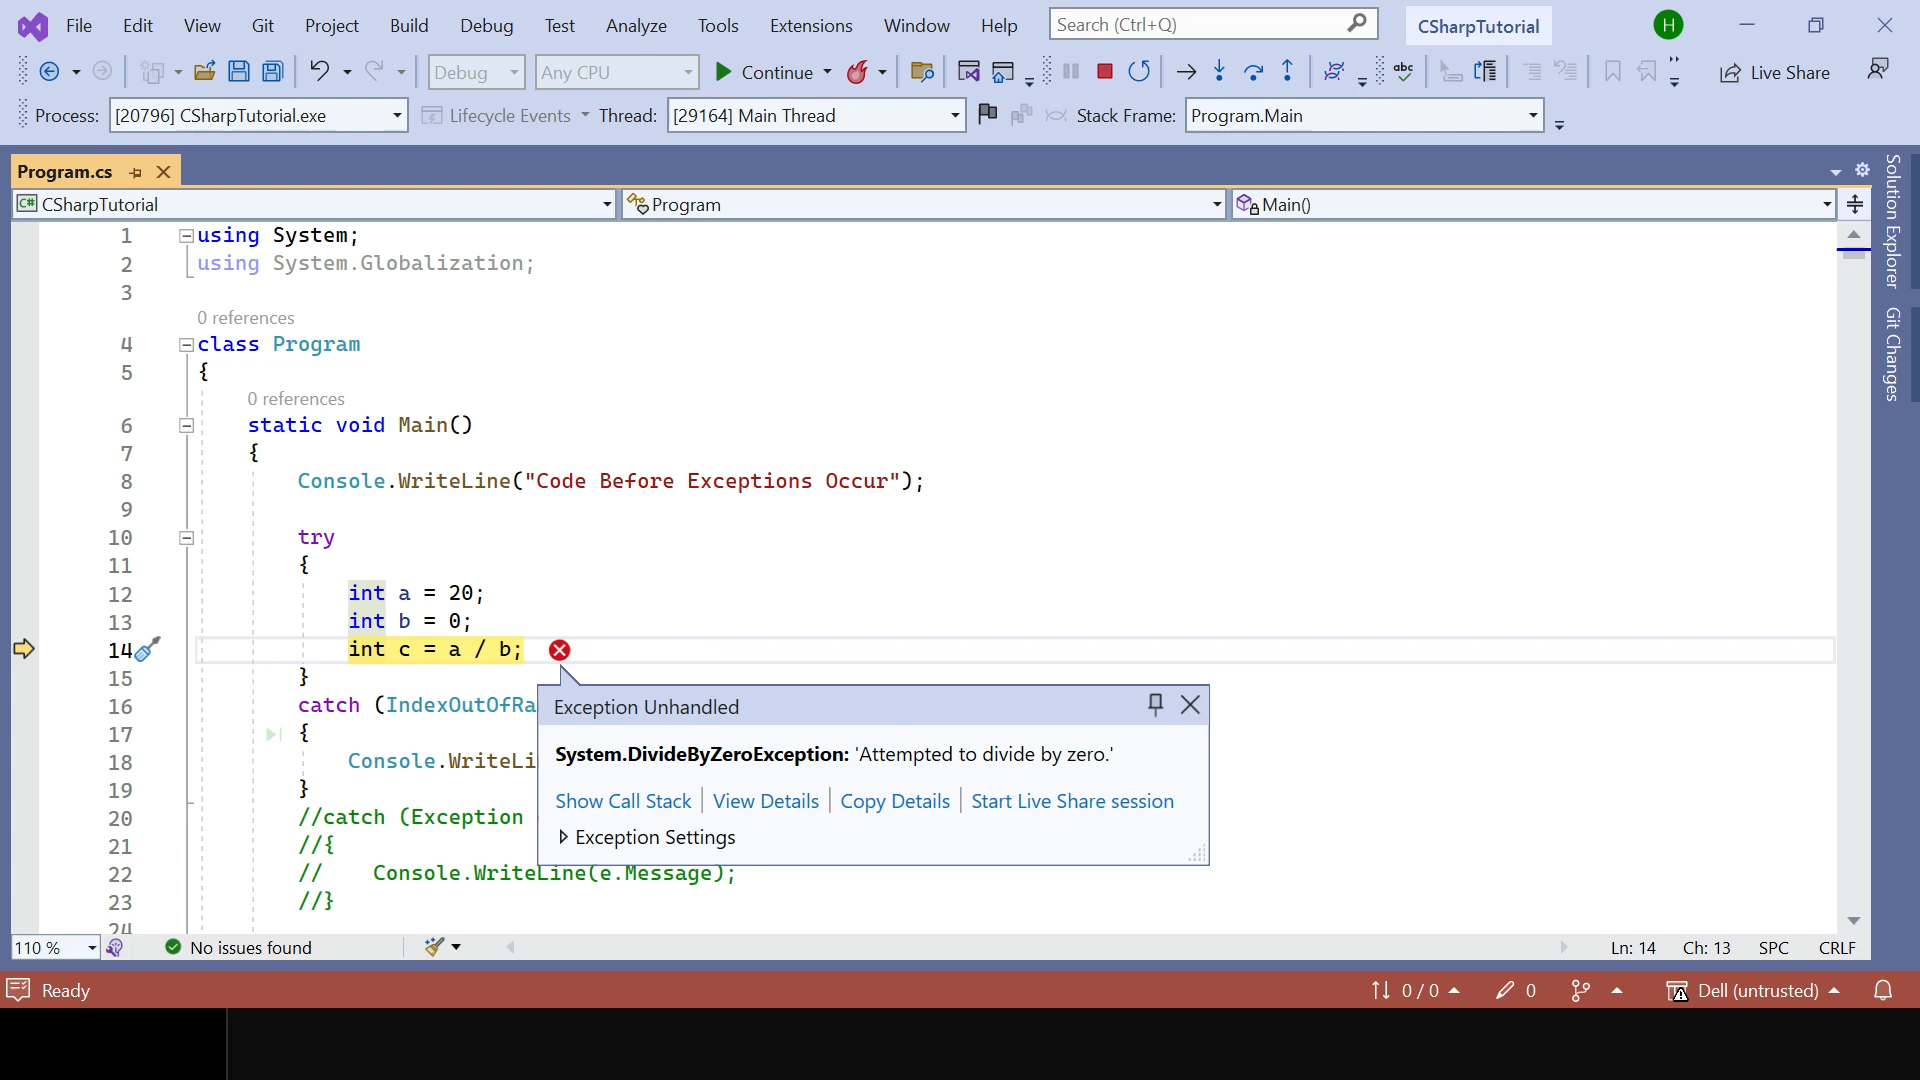 File Edit View Git Project Build Debug Test Analyze Tools Extensions Window Help Search (Ctrl+Q) CSharpTutorial H
Debug Any CPU Continue abc Live Share
Process: [20796] CSharpTutorial.exe Lifecycle Events Thread: [29164] Main Thread Stack Frame: Program.Main
Program.cs
C# CSharpTutorial Program Main()
1 using System;
2 using System.Globalization;
3
0 references
4 class Program
5 {
0 references
6 static void Main()
7 {
8 Console.WriteLine("Code Before Exceptions Occur");
9
10 try
11 {
12 int a = 20;
13 int b = 0;
14 int c = a / b;
15 }
16 catch (IndexOutOfRa
17 {
18 Console.WriteLi
19 }
20 //catch (Exception
21 //{
22 // Console.WriteLine(e.Message);
23 //}
24
Exception Unhandled
System.DivideByZeroException: 'Attempted to divide by zero.'
Show Call Stack View Details Copy Details Start Live Share session
Exception Settings
Solution Explorer
Git Changes
110 % No issues found Ln: 14 Ch: 13 SPC CRLF
Ready 0 / 0 0 Dell (untrusted)